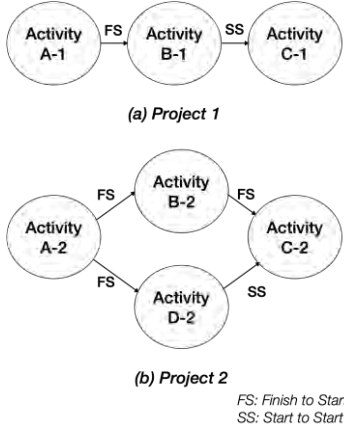 Activity
A-1
FS
Activity
B-1
SS
Activity
C-1
(a) Project 1
Activity
A-2
FS
Activity
B-2
FS
Activity
C-2
FS
Activity
D-2
SS
(b) Project 2
FS: Finish to Star
SS: Start to Start